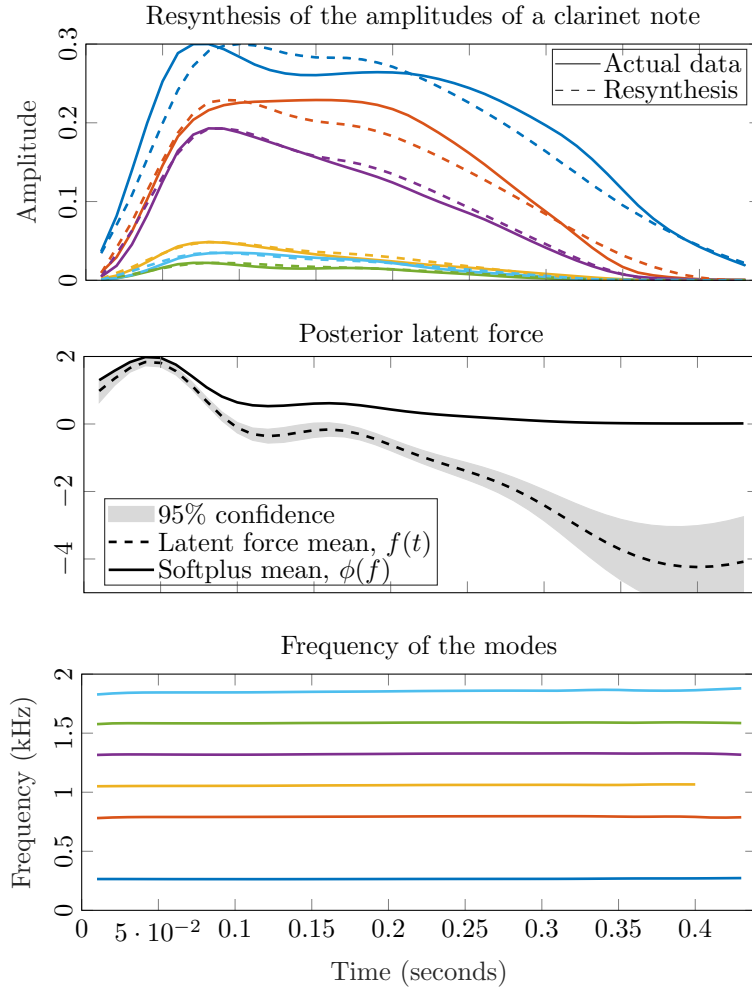 Resynthesis of the amplitudes of a clarinet note
0.3
0.2
0.1
0
Amplitude
Actual data
Resynthesis
Posterior latent force
2
0
−2
−4
95% confidence
Latent force mean, f(t)
Softplus mean, ϕ(f)
Frequency of the modes
2
1.5
1
0.5
0
Frequency (kHz)
0 5 · 10⁻² 0.1 0.15 0.2 0.25 0.3 0.35 0.4
Time (seconds)